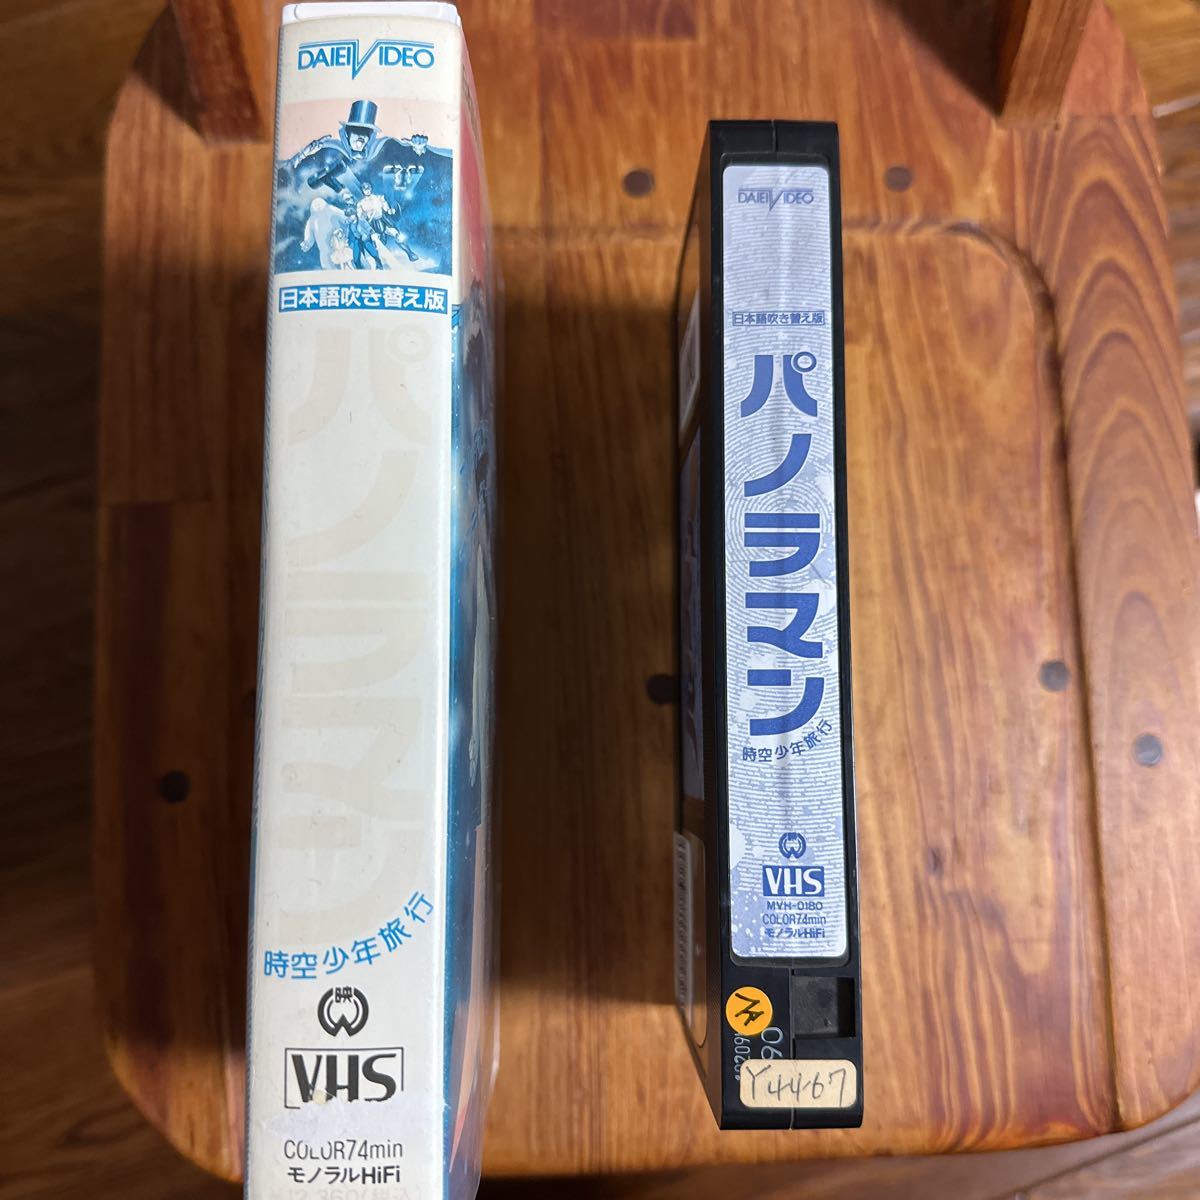 DAIEI VIDEO
日本語吹き替え版
パノラマン
時空少年旅行
映
VHS
COLOR74min
モノラルHiFi
DAIEI VIDEO
日本語吹き替え版
パノラマン
時空少年旅行
VHS
MVH-0180
COLOR74min
モノラルHiFi
Y4467